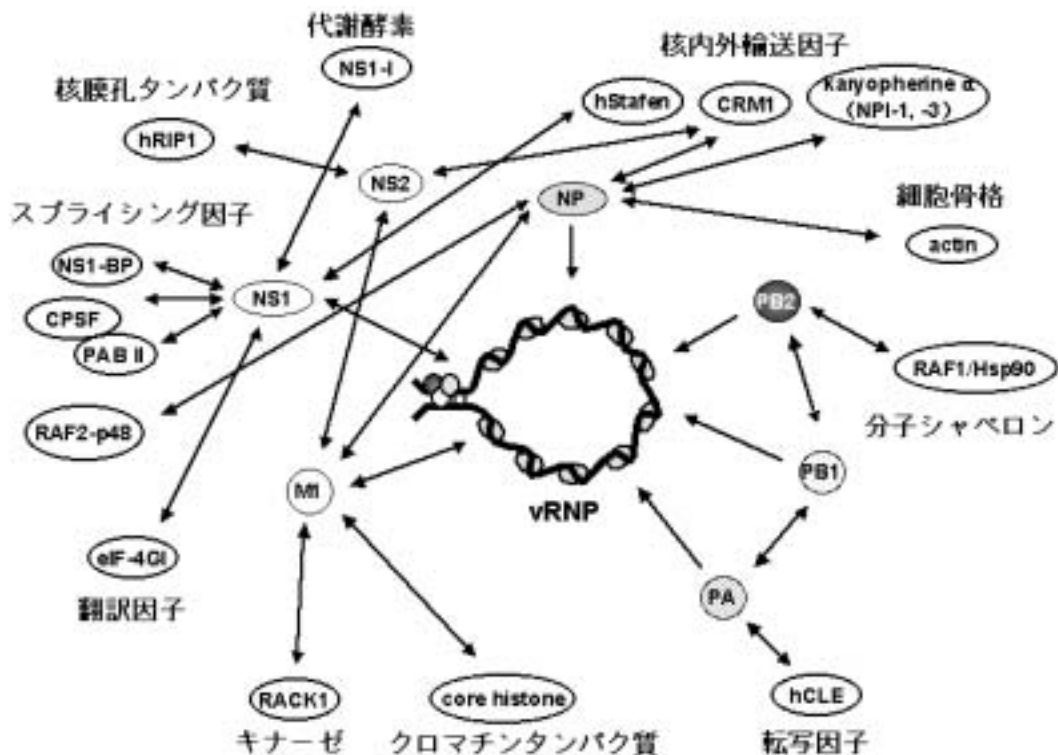 代謝酵素
NS1-I
核膜孔タンパク質
hRIP1
核内外輸送因子
hStafen
CRM1
karyopherine α
(NPI-1, -3)
NS2
NP
スプライシング因子
細胞骨格
actin
NS1-BP
CPSF
PAB II
NS1
PB2
RAF1/Hsp90
分子シャペロン
RAF2-p48
M1
vRNP
PB1
eIF-4GI
翻訳因子
PA
RACK1
キナーゼ
core histone
クロマチンタンパク質
hCLE
転写因子